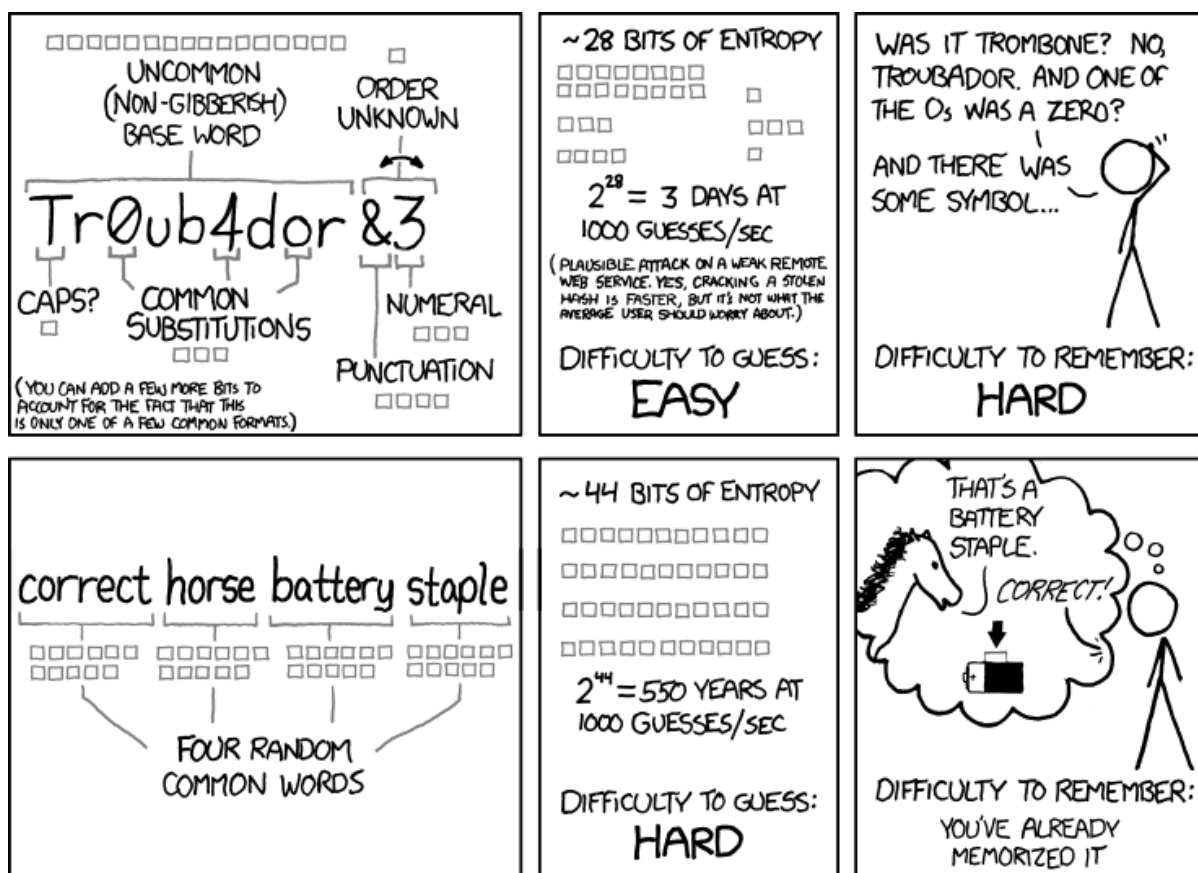 UNCOMMON
(NON-GIBBERISH)
BASE WORD
ORDER
UNKNOWN
Tr0ub4dor &3
CAPS?
COMMON
SUBSTITUTIONS
NUMERAL
PUNCTUATION
(YOU CAN ADD A FEW MORE BITS TO
ACCOUNT FOR THE FACT THAT THIS
IS ONLY ONE OF A FEW COMMON FORMATS.)
~28 BITS OF ENTROPY
2^28 = 3 DAYS AT
1000 GUESSES/SEC
(PLAUSIBLE ATTACK ON A WEAK REMOTE
WEB SERVICE. YES, CRACKING A STOLEN
HASH IS FASTER, BUT IT'S NOT WHAT THE
AVERAGE USER SHOULD WORRY ABOUT.)
DIFFICULTY TO GUESS:
EASY
WAS IT TROMBONE? NO,
TROUBADOR. AND ONE OF
THE Os WAS A ZERO?
AND THERE WAS
SOME SYMBOL...
DIFFICULTY TO REMEMBER:
HARD
correct horse battery staple
FOUR RANDOM
COMMON WORDS
~44 BITS OF ENTROPY
2^44 = 550 YEARS AT
1000 GUESSES/SEC
DIFFICULTY TO GUESS:
HARD
THAT'S A
BATTERY
STAPLE.
CORRECT!
DIFFICULTY TO REMEMBER:
YOU'VE ALREADY
MEMORIZED IT